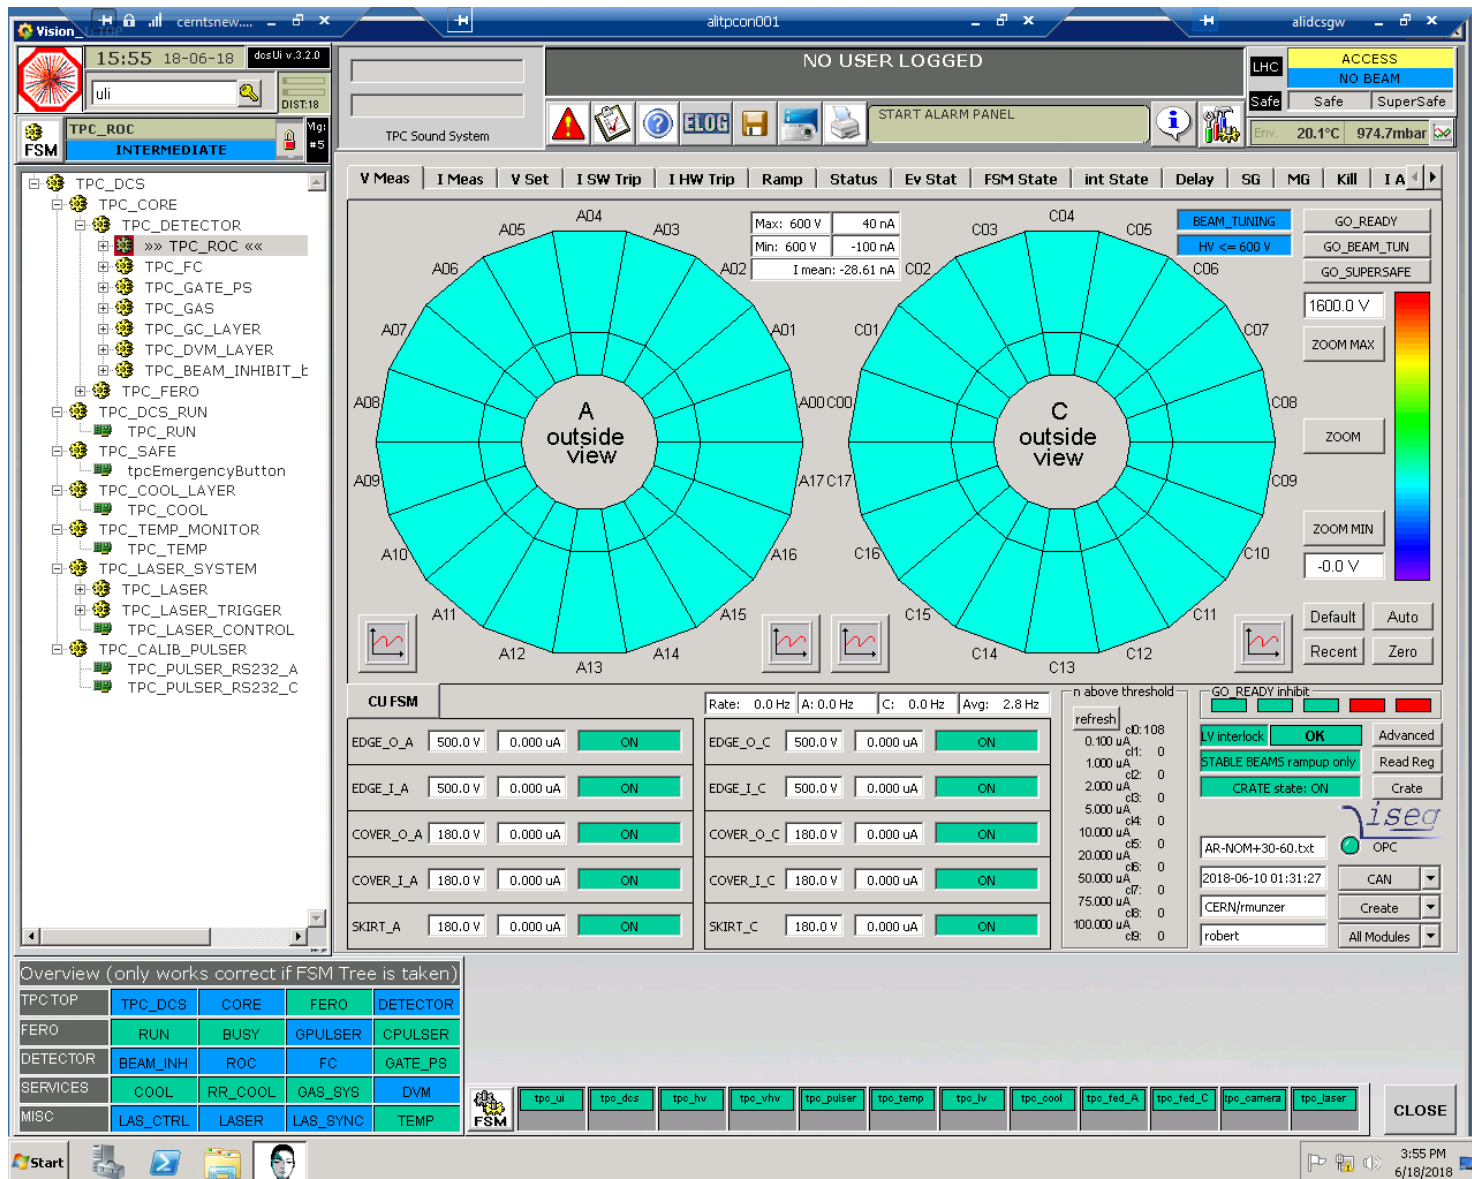 Vision_
cerntsnew....
alitpcon001
alidcsgw
15:55 18-06-18
dcsUi v.3.2.0
uli
DIST:18
FSM
TPC_ROC
INTERMEDIATE
Mg:
#5
TPC Sound System
NO USER LOGGED
ELOG
START ALARM PANEL
LHC
ACCESS
NO BEAM
Safe
Safe
SuperSafe
Env.
20.1°C 974.7mbar
TPC_DCS
TPC_CORE
TPC_DETECTOR
»» TPC_ROC ««
TPC_FC
TPC_GATE_PS
TPC_GAS
TPC_GC_LAYER
TPC_DVM_LAYER
TPC_BEAM_INHIBIT_t
TPC_FERO
TPC_DCS_RUN
TPC_RUN
TPC_SAFE
tpcEmergencyButton
TPC_COOL_LAYER
TPC_COOL
TPC_TEMP_MONITOR
TPC_TEMP
TPC_LASER_SYSTEM
TPC_LASER
TPC_LASER_TRIGGER
TPC_LASER_CONTROL
TPC_CALIB_PULSER
TPC_PULSER_RS232_A
TPC_PULSER_RS232_C
V Meas
I Meas
V Set
I SW Trip
I HW Trip
Ramp
Status
Ev Stat
FSM State
int State
Delay
SG
MG
Kill
I A
A04
A05
A03
A06
A02
A07
A01
A08
A00
A09
A17
A10
A16
A11
A15
A12
A14
A13
A
outside
view
Max: 600 V
40 nA
Min: 600 V
-100 nA
I mean: -28.61 nA
C04
C03
C05
C02
C06
C01
C07
C00
C08
C17
C09
C16
C10
C15
C11
C14
C12
C13
C
outside
view
BEAM_TUNING
HV <= 600 V
GO_READY
GO_BEAM_TUN
GO_SUPERSAFE
1600.0 V
ZOOM MAX
ZOOM
ZOOM MIN
-0.0 V
Default
Auto
Recent
Zero
CU FSM
Rate: 0.0 Hz
A: 0.0 Hz
C: 0.0 Hz
Avg: 2.8 Hz
EDGE_O_A 500.0 V 0.000 uA ON
EDGE_I_A 500.0 V 0.000 uA ON
COVER_O_A 180.0 V 0.000 uA ON
COVER_I_A 180.0 V 0.000 uA ON
SKIRT_A 180.0 V 0.000 uA ON
EDGE_O_C 500.0 V 0.000 uA ON
EDGE_I_C 500.0 V 0.000 uA ON
COVER_O_C 180.0 V 0.000 uA ON
COVER_I_C 180.0 V 0.000 uA ON
SKIRT_C 180.0 V 0.000 uA ON
n above threshold
refresh
cl0: 108
0.100 uA
cl1: 0
1.000 uA
cl2: 0
2.000 uA
cl3: 0
5.000 uA
cl4: 0
10.000 uA
cl5: 0
20.000 uA
cl6: 0
50.000 uA
cl7: 0
75.000 uA
cl8: 0
100.000 uA
cl9: 0
GO_READY inhibit
LV interlock
OK
Advanced
STABLE BEAMS rampup only
Read Reg
CRATE state: ON
Crate
iseg
AR-NOM+30-60.txt
OPC
2018-06-10 01:31:27
CAN
CERN/rmunzer
Create
robert
All Modules
Overview (only works correct if FSM Tree is taken)
TPC TOP TPC_DCS CORE FERO DETECTOR
FERO RUN BUSY GPULSER CPULSER
DETECTOR BEAM_INH ROC FC GATE_PS
SERVICES COOL RR_COOL GAS_SYS DVM
MISC LAS_CTRL LASER LAS_SYNC TEMP
FSM
tpc_ui
tpc_dcs
tpc_hv
tpc_vhv
tpc_pulser
tpc_temp
tpc_lv
tpc_cool
tpc_fed_A
tpc_fed_C
tpc_camera
tpc_laser
CLOSE
Start
3:55 PM
6/18/2018